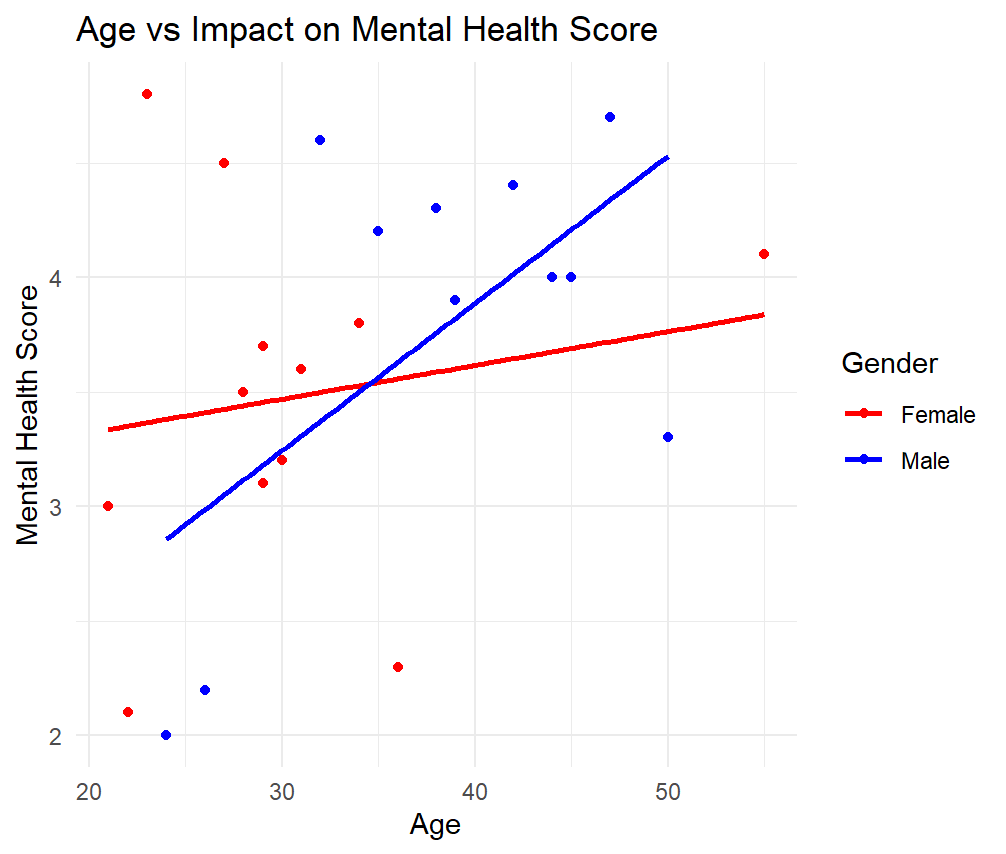 Age vs Impact on Mental Health Score
Mental Health Score
4
3
2
20 30 40 50
Age
Gender
Female
Male